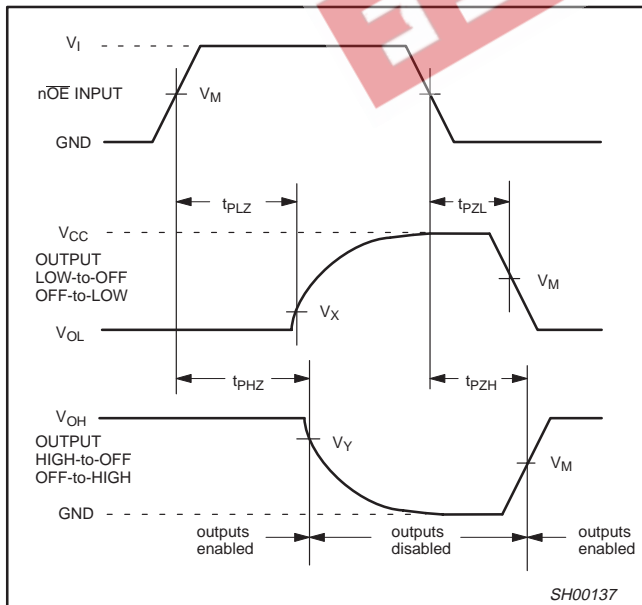 V_I
nO̅E̅ INPUT
V_M
GND
t_PLZ
t_PZL
V_CC
OUTPUT
LOW-to-OFF
OFF-to-LOW
V_M
V_X
V_OL
t_PHZ
t_PZH
V_OH
OUTPUT
HIGH-to-OFF
OFF-to-HIGH
V_Y
V_M
GND
outputs
enabled
outputs
disabled
outputs
enabled
SH00137